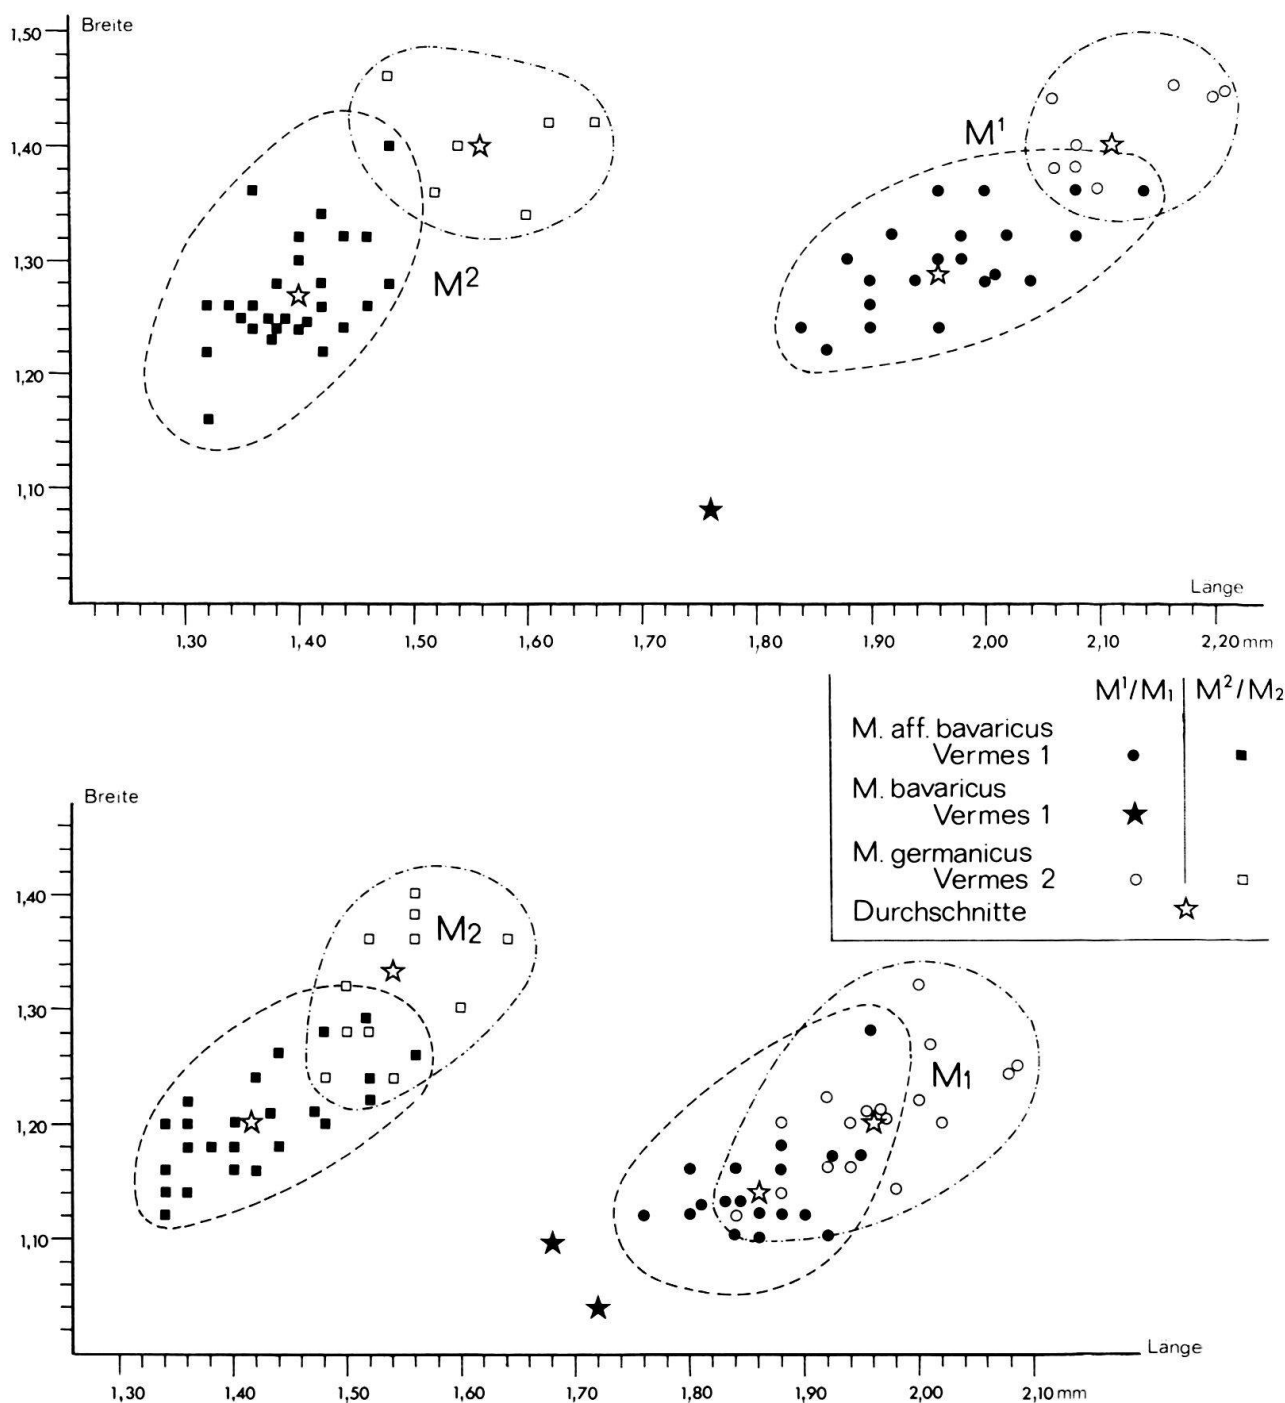 Breite
1,50
1,40
1,30
1,20
1,10
M²
M¹
Länge
1,30 1,40 1,50 1,60 1,70 1,80 1,90 2,00 2,10 2,20 mm
M¹/M₁ M²/M₂
M. aff. bavaricus
Vermes 1
M. bavaricus
Vermes 1
M. germanicus
Vermes 2
Durchschnitte
Breite
1,40
1,30
1,20
1,10
M₂
M₁
Länge
1,30 1,40 1,50 1,60 1,70 1,80 1,90 2,00 2,10 mm